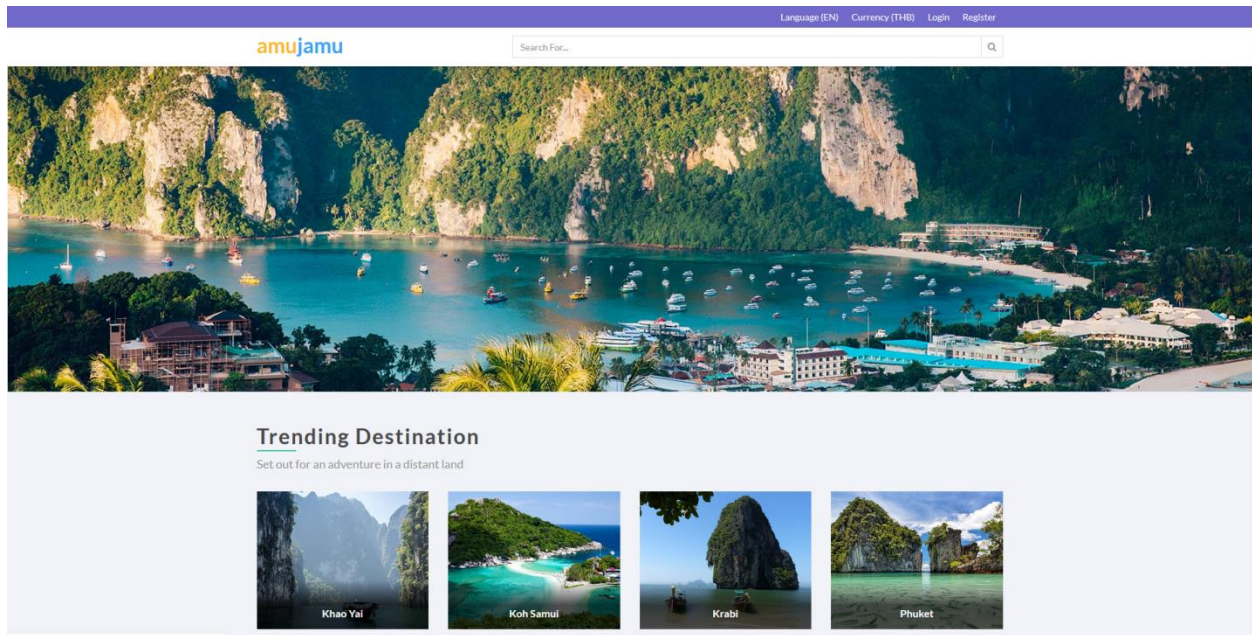 Language (EN) Currency (THB) Login Register
amujamu
Search For...
Trending Destination
Set out for an adventure in a distant land
Khao Yai
Koh Samui
Krabi
Phuket